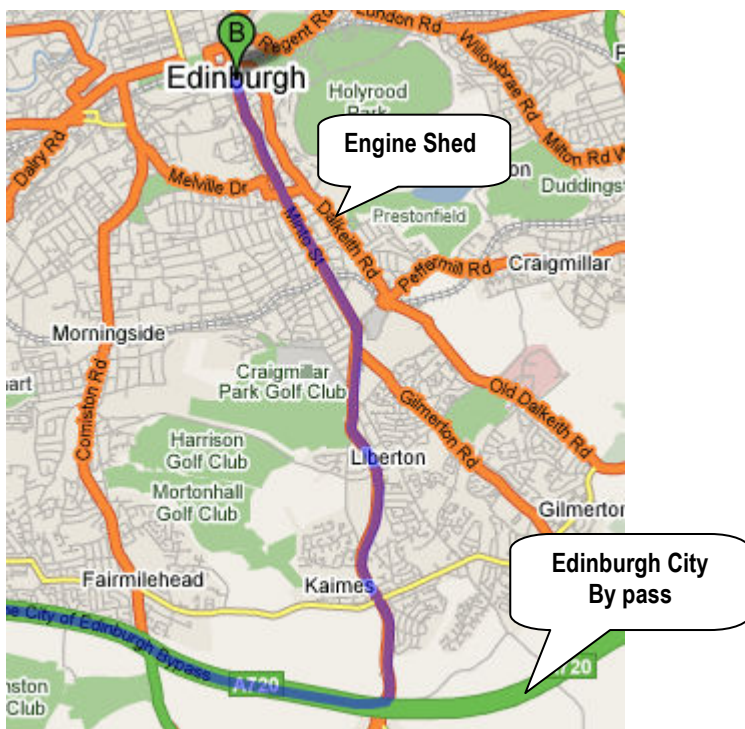 B
Regent Rd
London Rd
Edinburgh
Willowbrae Rd
Holyrood
Engine Shed
Dalry Rd
Milton Rd W
Melville Dr
Duddingst
Prestonfield
Minto St
Dalkeith Rd
Peffermill Rd
Craigmillar
Morningside
Craigmillar
Park Golf Club
Comiston Rd
Gilmerton Rd
Old Dalkeith Rd
Harrison
Golf Club
Liberton
Mortonhall
Golf Club
Gilmerton
Edinburgh City
By pass
Fairmilehead
Kaimes
e City of Edinburgh Bypass
A720
720
nston
Club